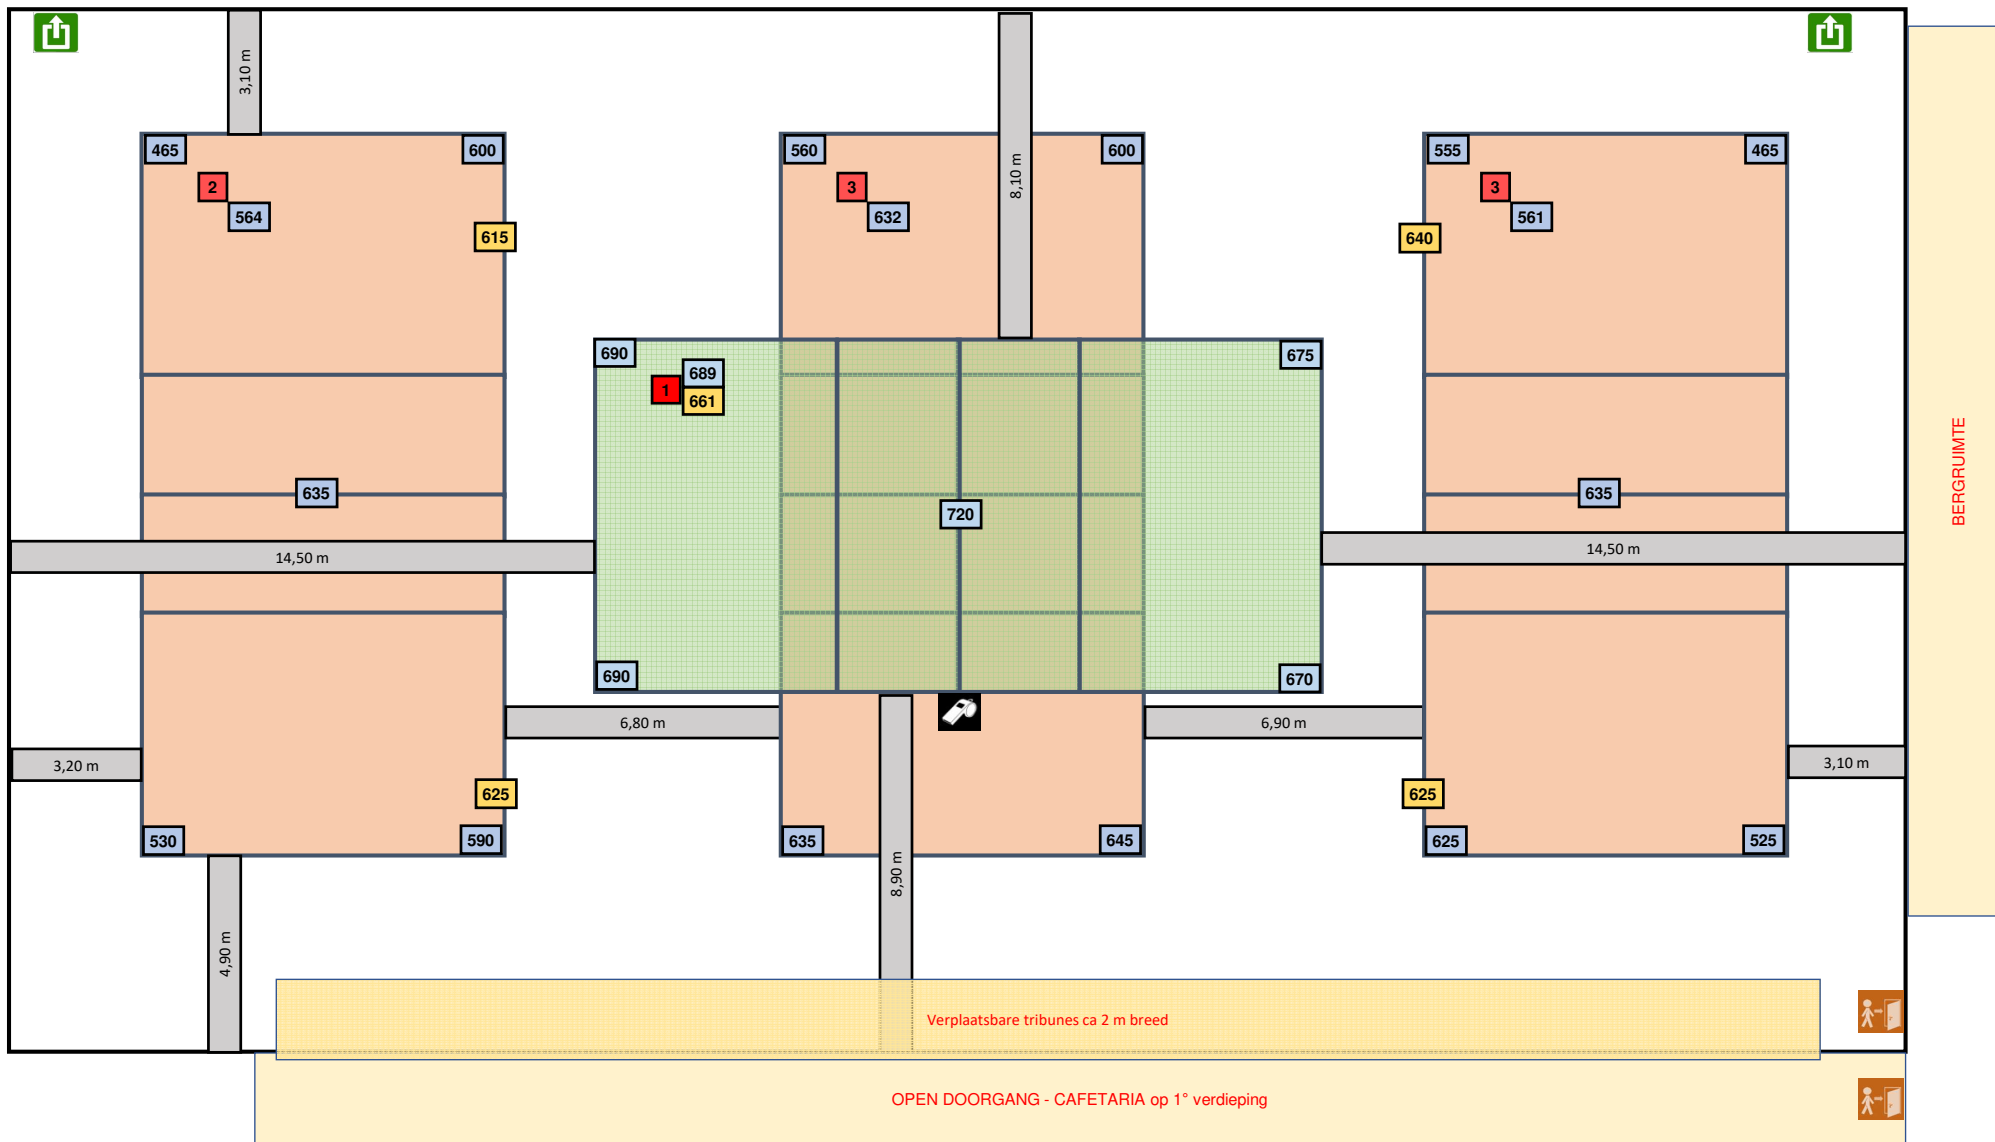 3,10 m
8,10 m
465
600
560
600
555
465
2
564
3
632
3
561
615
640
690
675
689
1
661
635
720
635
14,50 m
14,50 m
690
670
6,80 m
6,90 m
3,20 m
3,10 m
625
625
530
590
635
645
625
525
8,90 m
4,90 m
BERGRUIMTE
Verplaatsbare tribunes ca 2 m breed
OPEN DOORGANG - CAFETARIA op 1° verdieping